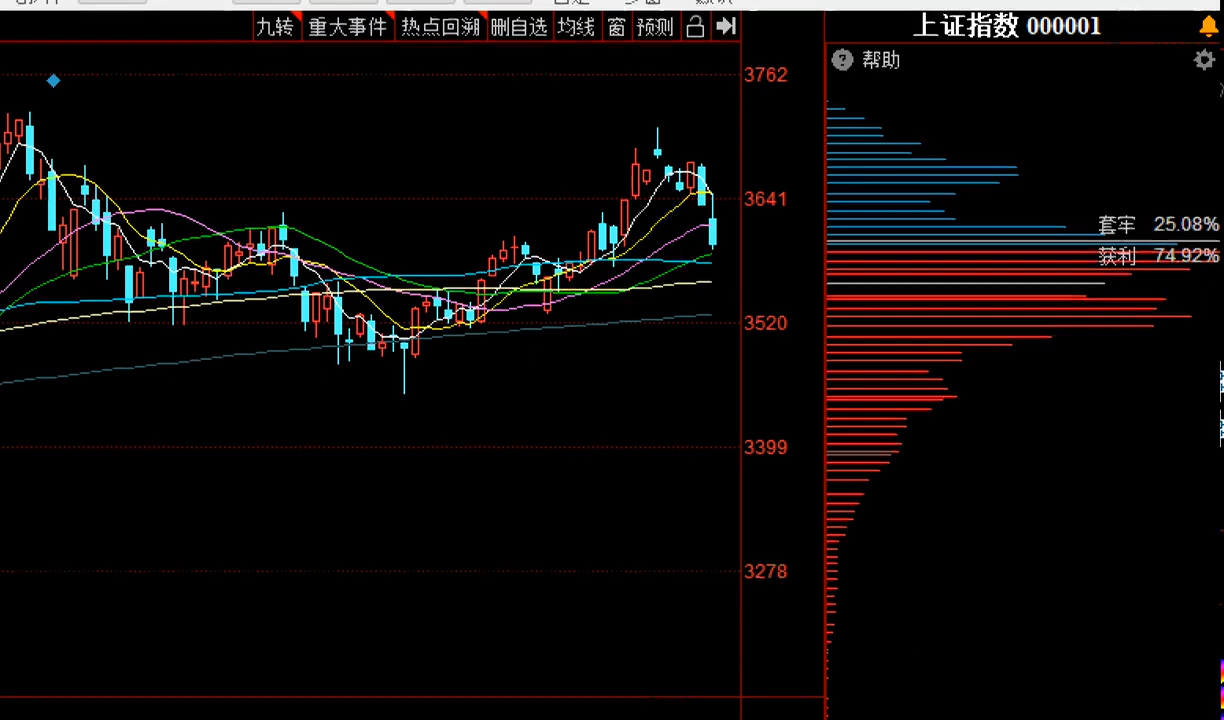 九转 重大事件 热点回溯 删自选 均线 窗 预测
上证指数 000001
帮助
3762
3641
3520
3399
3278
套牢 25.08%
获利 74.92%